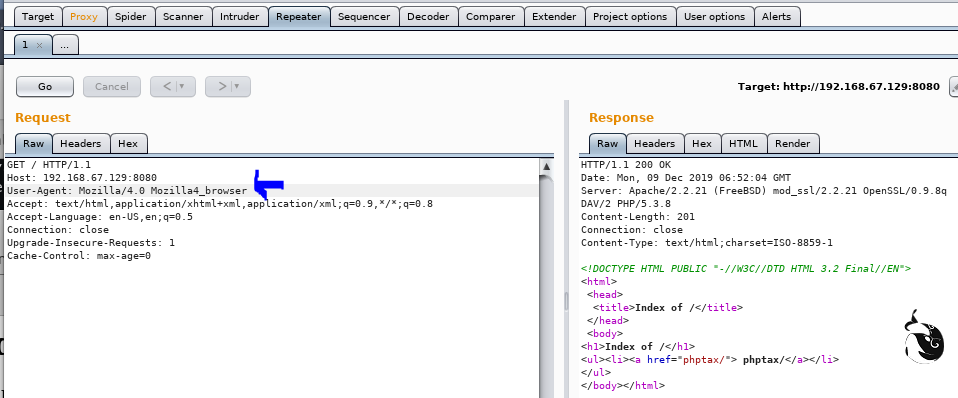 Target Proxy Spider Scanner Intruder Repeater Sequencer Decoder Comparer Extender Project options User options Alerts
1 × ...
Go Cancel < > Target: http://192.168.67.129:8080
Request
Raw Headers Hex
GET / HTTP/1.1
Host: 192.168.67.129:8080
User-Agent: Mozilla/4.0 Mozilla4_browser
Accept: text/html,application/xhtml+xml,application/xml;q=0.9,*/*;q=0.8
Accept-Language: en-US,en;q=0.5
Connection: close
Upgrade-Insecure-Requests: 1
Cache-Control: max-age=0
Response
Raw Headers Hex HTML Render
HTTP/1.1 200 OK
Date: Mon, 09 Dec 2019 06:52:04 GMT
Server: Apache/2.2.21 (FreeBSD) mod_ssl/2.2.21 OpenSSL/0.9.8q
DAV/2 PHP/5.3.8
Content-Length: 201
Connection: close
Content-Type: text/html;charset=ISO-8859-1
<!DOCTYPE HTML PUBLIC "-//W3C//DTD HTML 3.2 Final//EN">
<html>
<head>
<title>Index of /</title>
</head>
<body>
<h1>Index of /</h1>
<ul><li><a href="phptax/"> phptax/</a></li>
</ul>
</body></html>